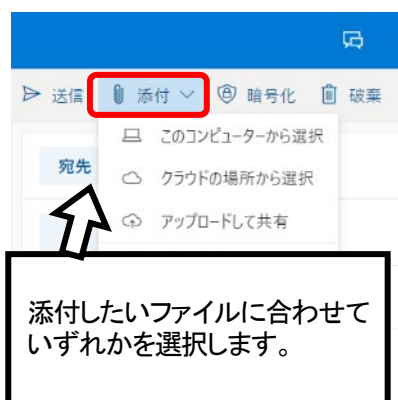 送信 添付 暗号化 破棄
このコンピューターから選択
宛先
クラウドの場所から選択
アップロードして共有
添付したいファイルに合わせて
いずれかを選択します。